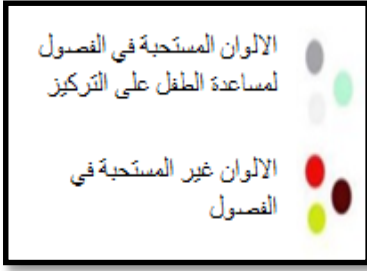 الالوان المستحبة في الفصول
لمساعدة الطفل على التركيز
الالوان غير المستحبة في
الفصول